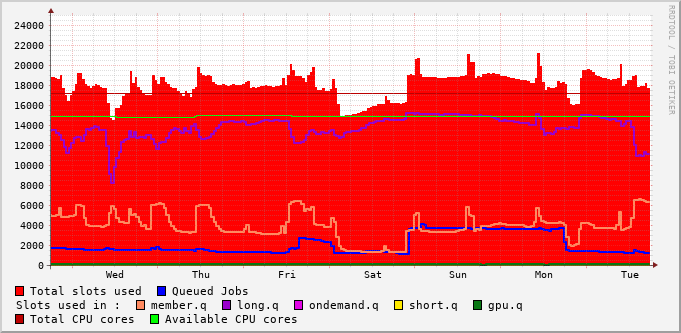 RRDTOOL / TOBI OETIKER
24000
22000
20000
18000
16000
14000
12000
10000
8000
6000
4000
2000
0
Wed Thu Fri Sat Sun Mon Tue
Total slots used Queued Jobs
Slots used in : member.q long.q ondemand.q short.q gpu.q
Total CPU cores Available CPU cores